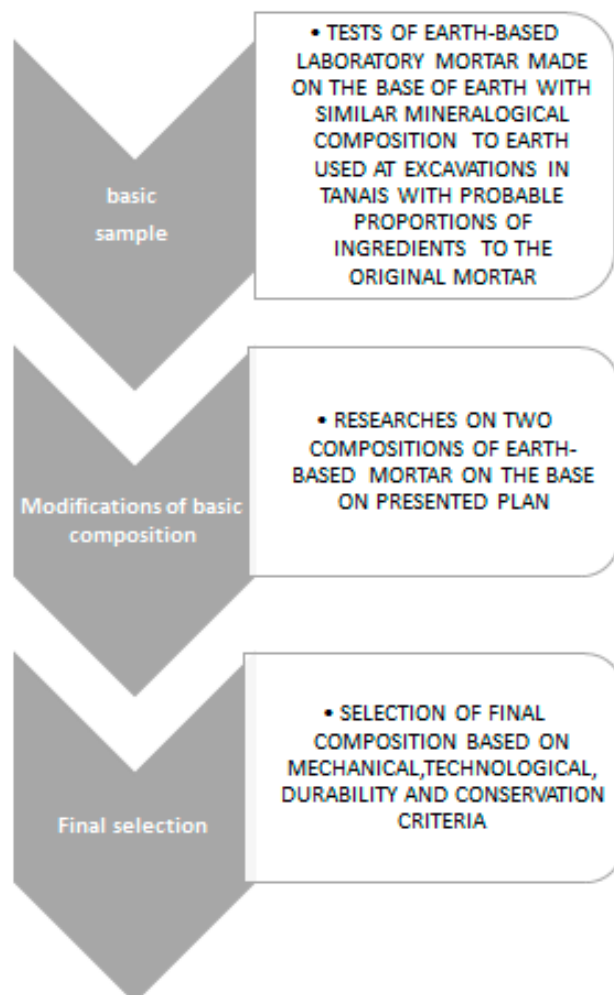 basic
sample
• TESTS OF EARTH-BASED
LABORATORY MORTAR MADE
ON THE BASE OF EARTH WITH
SIMILAR MINERALOGICAL
COMPOSITION TO EARTH
USED AT EXCAVATIONS IN
TANAIS WITH PROBABLE
PROPORTIONS OF
INGREDIENTS TO THE
ORIGINAL MORTAR
Modifications of basic
composition
• RESEARCHES ON TWO
COMPOSITIONS OF EARTH-
BASED MORTAR ON THE BASE
ON PRESENTED PLAN
Final selection
• SELECTION OF FINAL
COMPOSITION BASED ON
MECHANICAL,TECHNOLOGICAL,
DURABILITY AND CONSERVATION
CRITERIA